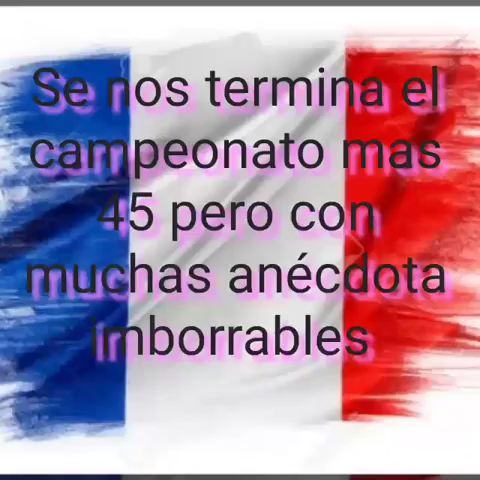 Se nos termina el
campeonato mas
45 pero con
muchas anécdota
imborrables